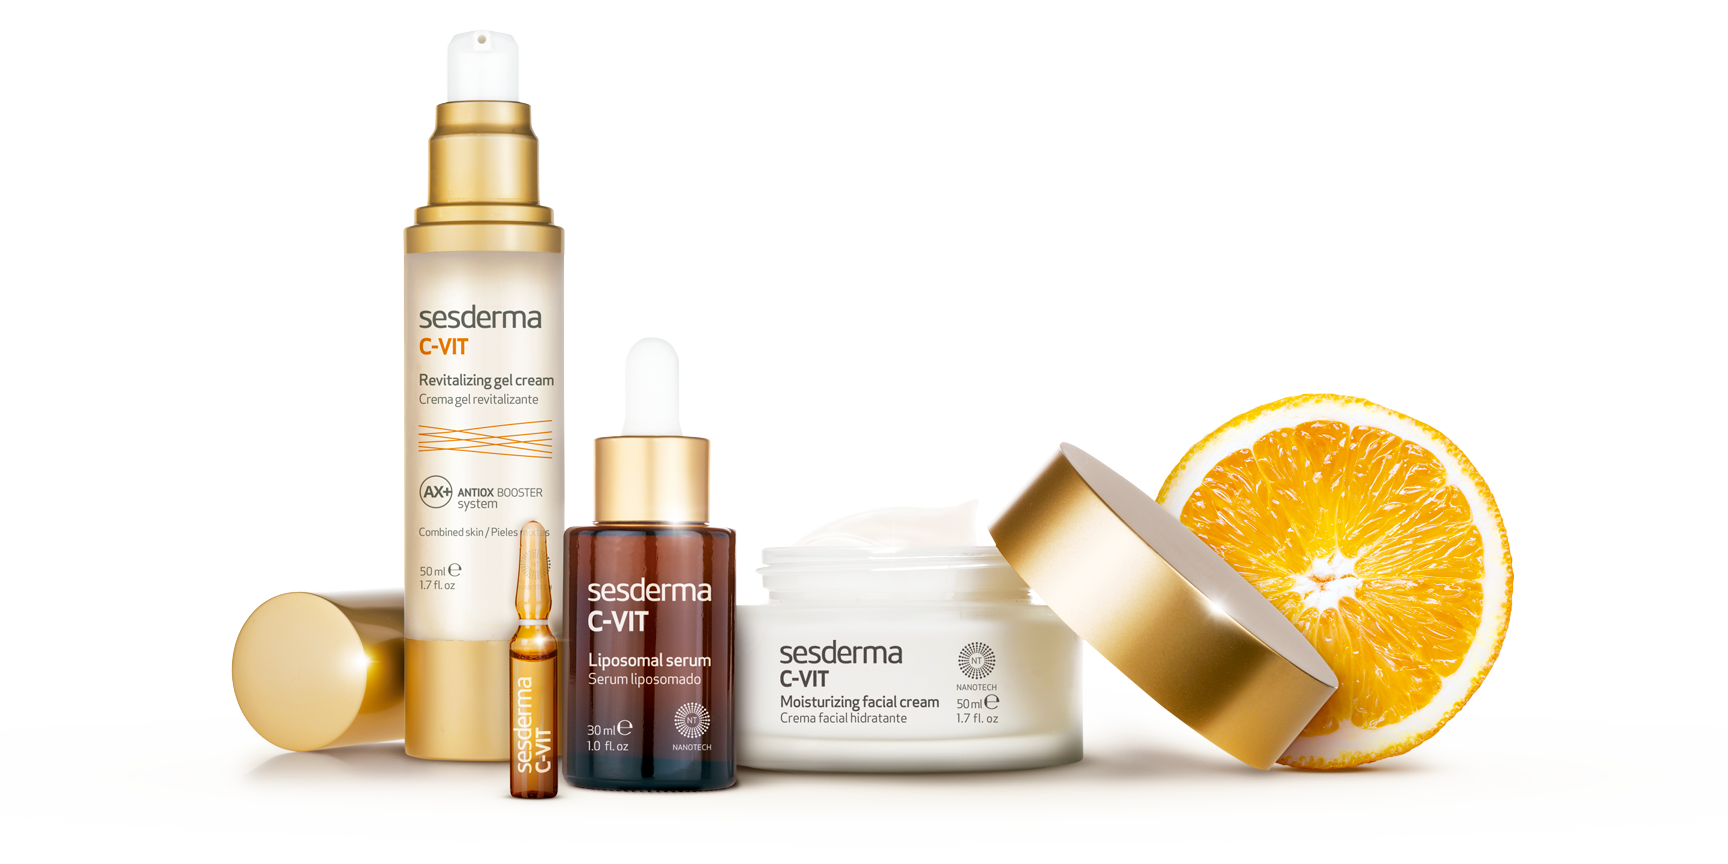 sesderma
C-VIT
Revitalizing gel cream
Crema gel revitalizante
AX+ ANTIOX BOOSTER
system
Combined skin / Pieles
50 ml ℮
1.7 fl. oz
sesderma
C-VIT
sesderma
C-VIT
Liposomal serum
Serum liposomado
30 ml ℮
1.0 fl. oz
NT
NANOTECH
sesderma
C-VIT
Moisturizing facial cream
Crema facial hidratante
NT
NANOTECH
50 ml ℮
1.7 fl. oz